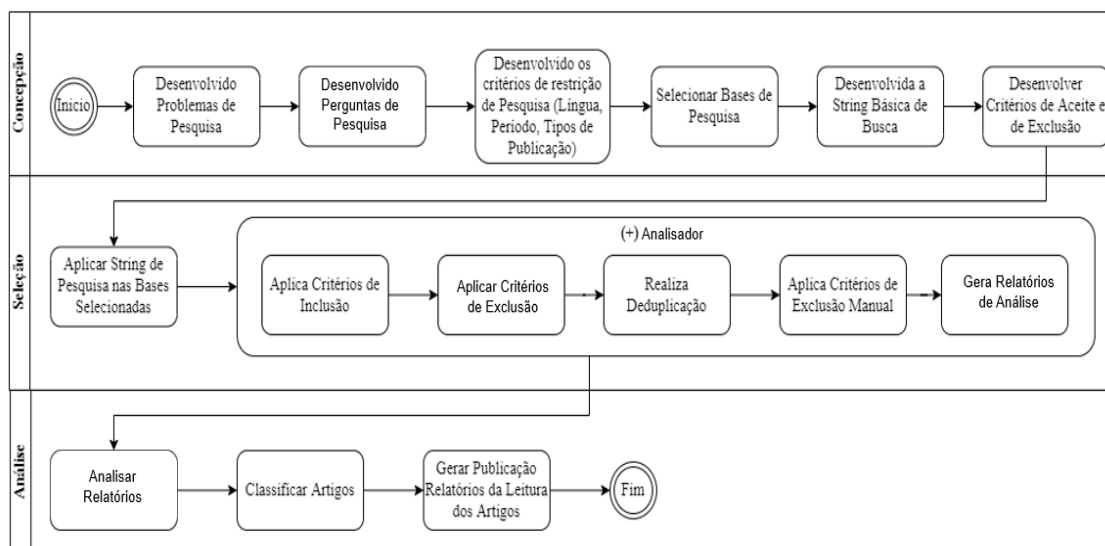 Concepção
Inicio
Desenvolvido
Problemas de
Pesquisa
Desenvolvido
Perguntas de
Pesquisa
Desenvolvido os
critérios de restrição
de Pesquisa (Língua,
Período, Tipos de
Publicação)
Selecionar Bases de
Pesquisa
Desenvolvida a
String Básica de
Busca
Desenvolver
Critérios de Aceite e
de Exclusão
Seleção
Aplicar String de
Pesquisa nas Bases
Selecionadas
(+) Analisador
Aplica Critérios de
Inclusão
Aplicar Critérios
de Exclusão
Realiza
Deduplicação
Aplica Critérios de
Exclusão Manual
Gera Relatórios
de Análise
Análise
Analisar
Relatórios
Classificar Artigos
Gerar Publicação
Relatórios da Leitura
dos Artigos
Fim